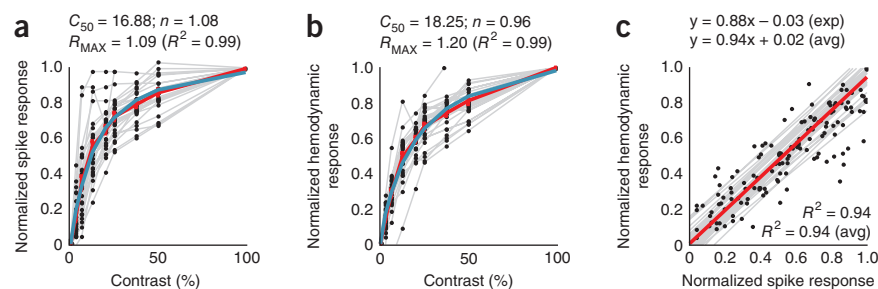 a
C50 = 16.88; n = 1.08
RMAX = 1.09 (R2 = 0.99)
Normalized spike response
1.0
0.8
0.6
0.4
0.2
0
0
50
100
Contrast (%)
b
C50 = 18.25; n = 0.96
RMAX = 1.20 (R2 = 0.99)
Normalized hemodynamic
response
1.0
0.8
0.6
0.4
0.2
0
0
50
100
Contrast (%)
c
y = 0.88x – 0.03 (exp)
y = 0.94x + 0.02 (avg)
Normalized hemodynamic
response
1.0
0.8
0.6
0.4
0.2
0
R2 = 0.94
R2 = 0.94 (avg)
0 0.2 0.4 0.6 0.8 1.0
Normalized spike response